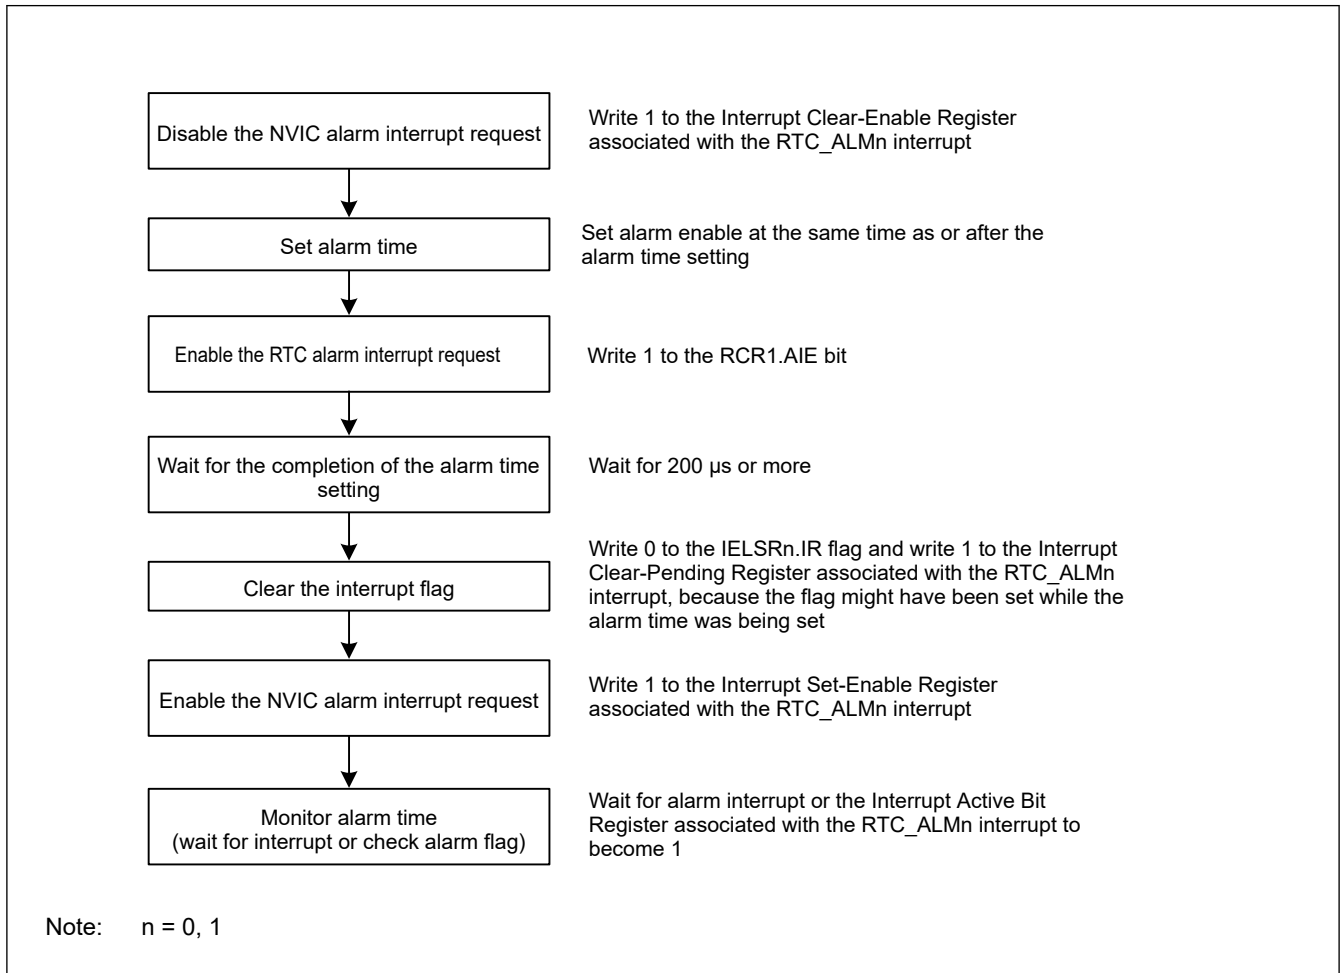 Disable the NVIC alarm interrupt request
Write 1 to the Interrupt Clear-Enable Register
associated with the RTC_ALMn interrupt
Set alarm time
Set alarm enable at the same time as or after the
alarm time setting
Enable the RTC alarm interrupt request
Write 1 to the RCR1.AIE bit
Wait for the completion of the alarm time
setting
Wait for 200 µs or more
Clear the interrupt flag
Write 0 to the IELSRn.IR flag and write 1 to the Interrupt
Clear-Pending Register associated with the RTC_ALMn
interrupt, because the flag might have been set while the
alarm time was being set
Enable the NVIC alarm interrupt request
Write 1 to the Interrupt Set-Enable Register
associated with the RTC_ALMn interrupt
Monitor alarm time
(wait for interrupt or check alarm flag)
Wait for alarm interrupt or the Interrupt Active Bit
Register associated with the RTC_ALMn interrupt to
become 1
Note: n = 0, 1